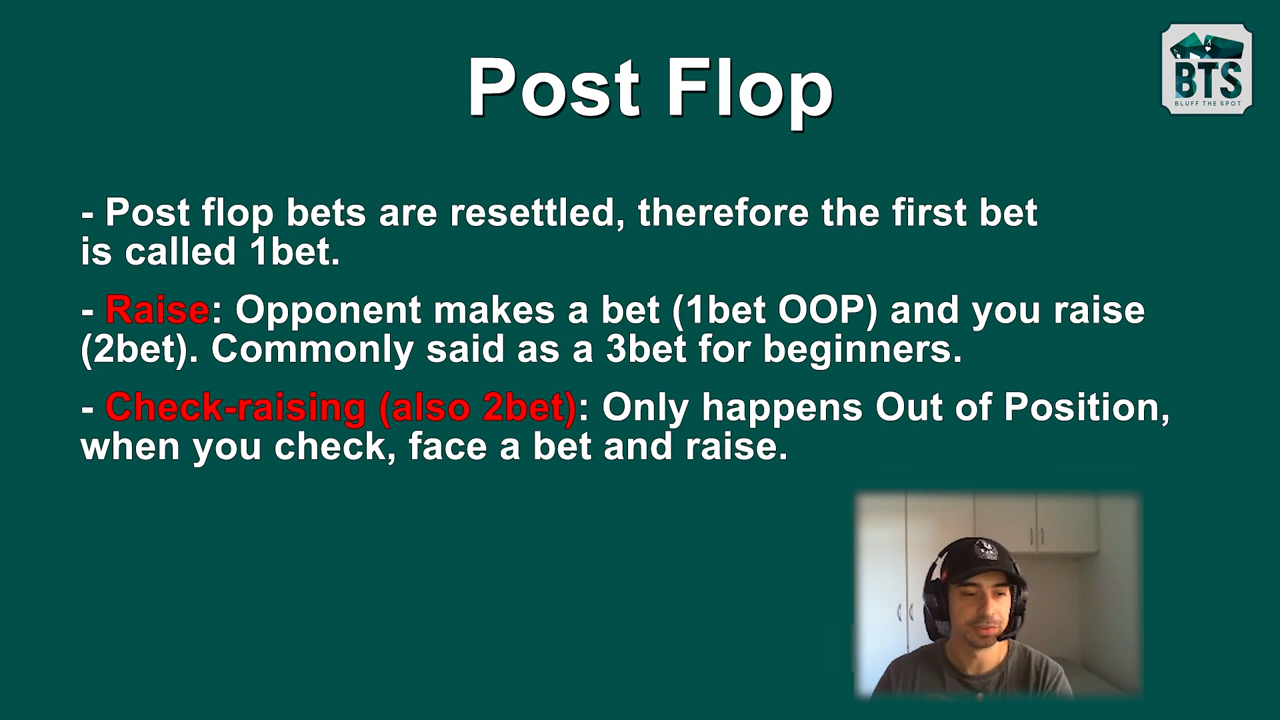 Post Flop
BTS
BLUFF THE SPOT
- Post flop bets are resettled, therefore the first bet
is called 1bet.
- Raise: Opponent makes a bet (1bet OOP) and you raise
(2bet). Commonly said as a 3bet for beginners.
- Check-raising (also 2bet): Only happens Out of Position,
when you check, face a bet and raise.